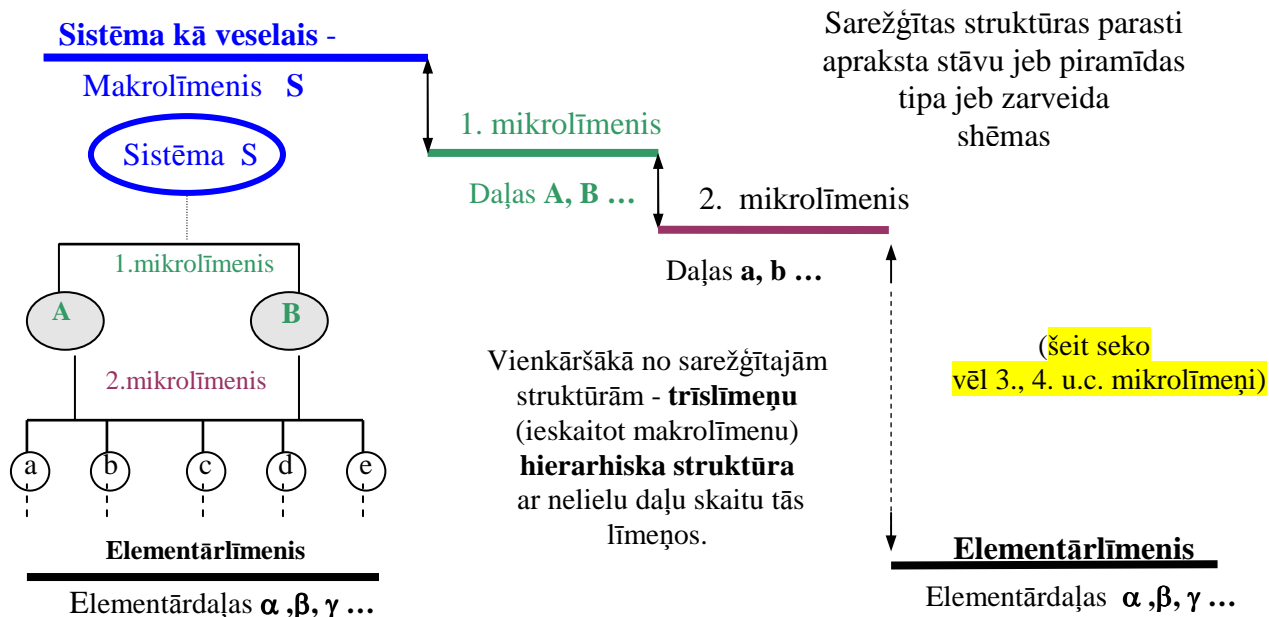 Sistēma kā veselais -
Makrolīmenis S
Sistēma S
1.mikrolīmenis
A
B
2.mikrolīmenis
a
b
c
d
e
Elementārlīmenis
Elementārdaļas α ,β, γ ...
1. mikrolīmenis
Daļas A, B ...
2. mikrolīmenis
Daļas a, b ...
Sarežģītas struktūras parasti
apraksta stāvu jeb piramīdas
tipa jeb zarveida
shēmas
Vienkāršākā no sarežģītajām
struktūrām - trīslīmeņu
(ieskaitot makrolīmenu)
hierarhiska struktūra
ar nelielu daļu skaitu tās
līmeņos.
(šeit seko
vēl 3., 4. u.c. mikrolīmeņi)
Elementārlīmenis
Elementārdaļas α ,β, γ ...